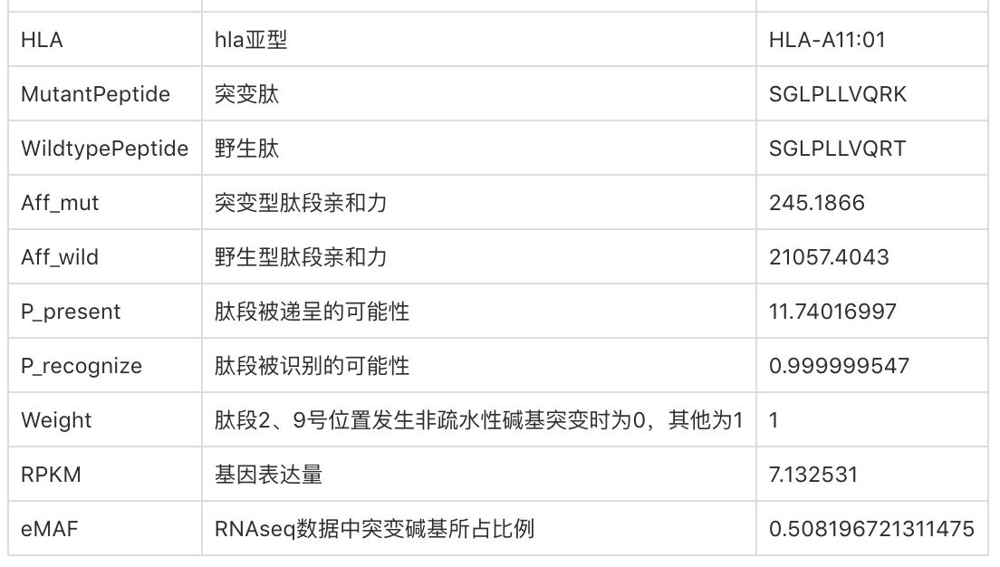 HLA hla亚型 HLA-A11:01
MutantPeptide 突变肽 SGLPLLVQRK
WildtypePeptide 野生肽 SGLPLLVQRT
Aff_mut 突变型肽段亲和力 245.1866
Aff_wild 野生型肽段亲和力 21057.4043
P_present 肽段被递呈的可能性 11.74016997
P_recognize 肽段被识别的可能性 0.999999547
Weight 肽段2、9号位置发生非疏水性碱基突变时为0，其他为1 1
RPKM 基因表达量 7.132531
eMAF RNAseq数据中突变碱基所占比例 0.508196721311475